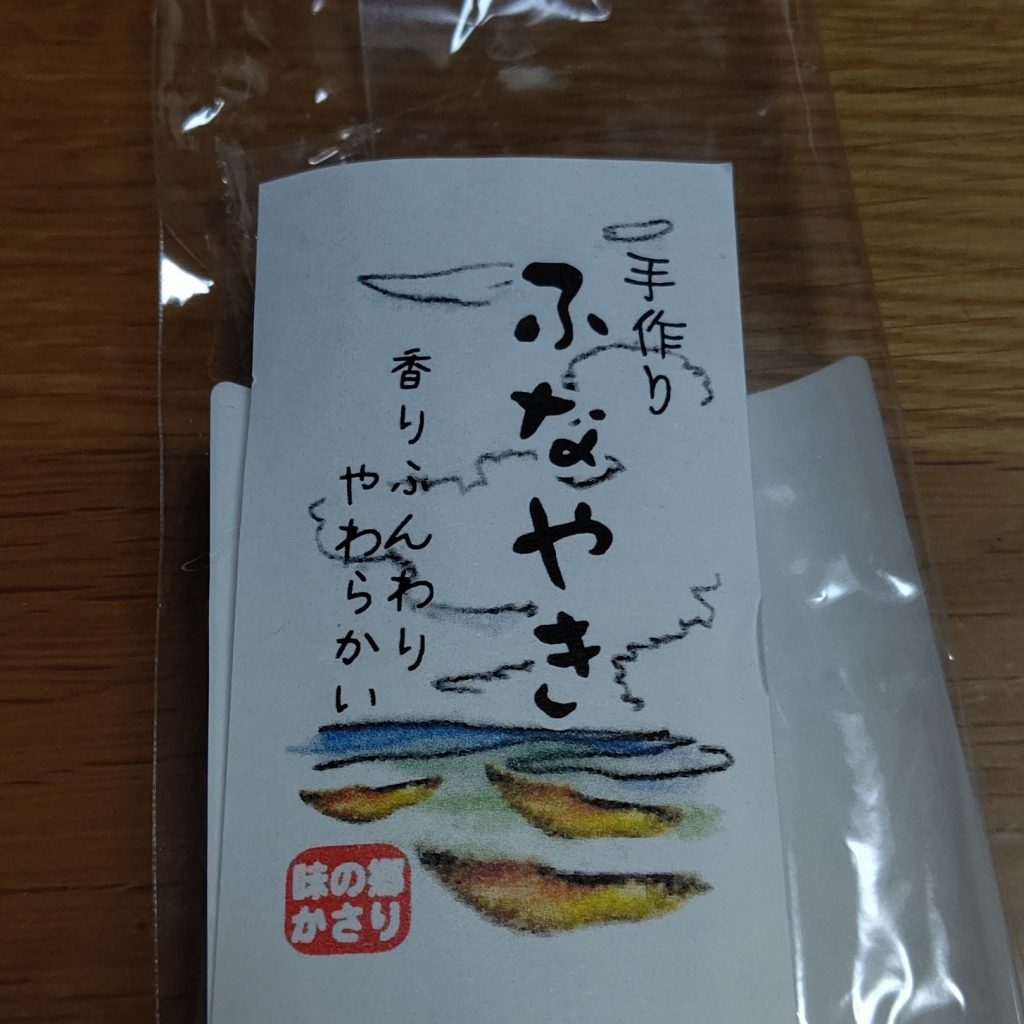 手作り
ふなやき
香りふんわり
やわらかい
味の郷
かさり